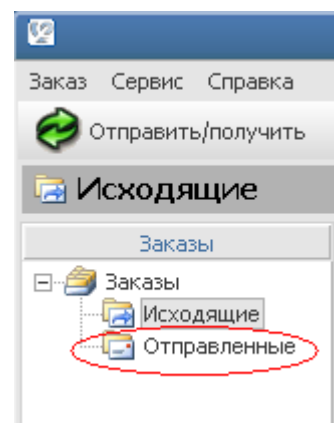 Заказ Сервис Справка
Отправить/получить
Исходящие
Заказы
Заказы
Исходящие
Отправленные